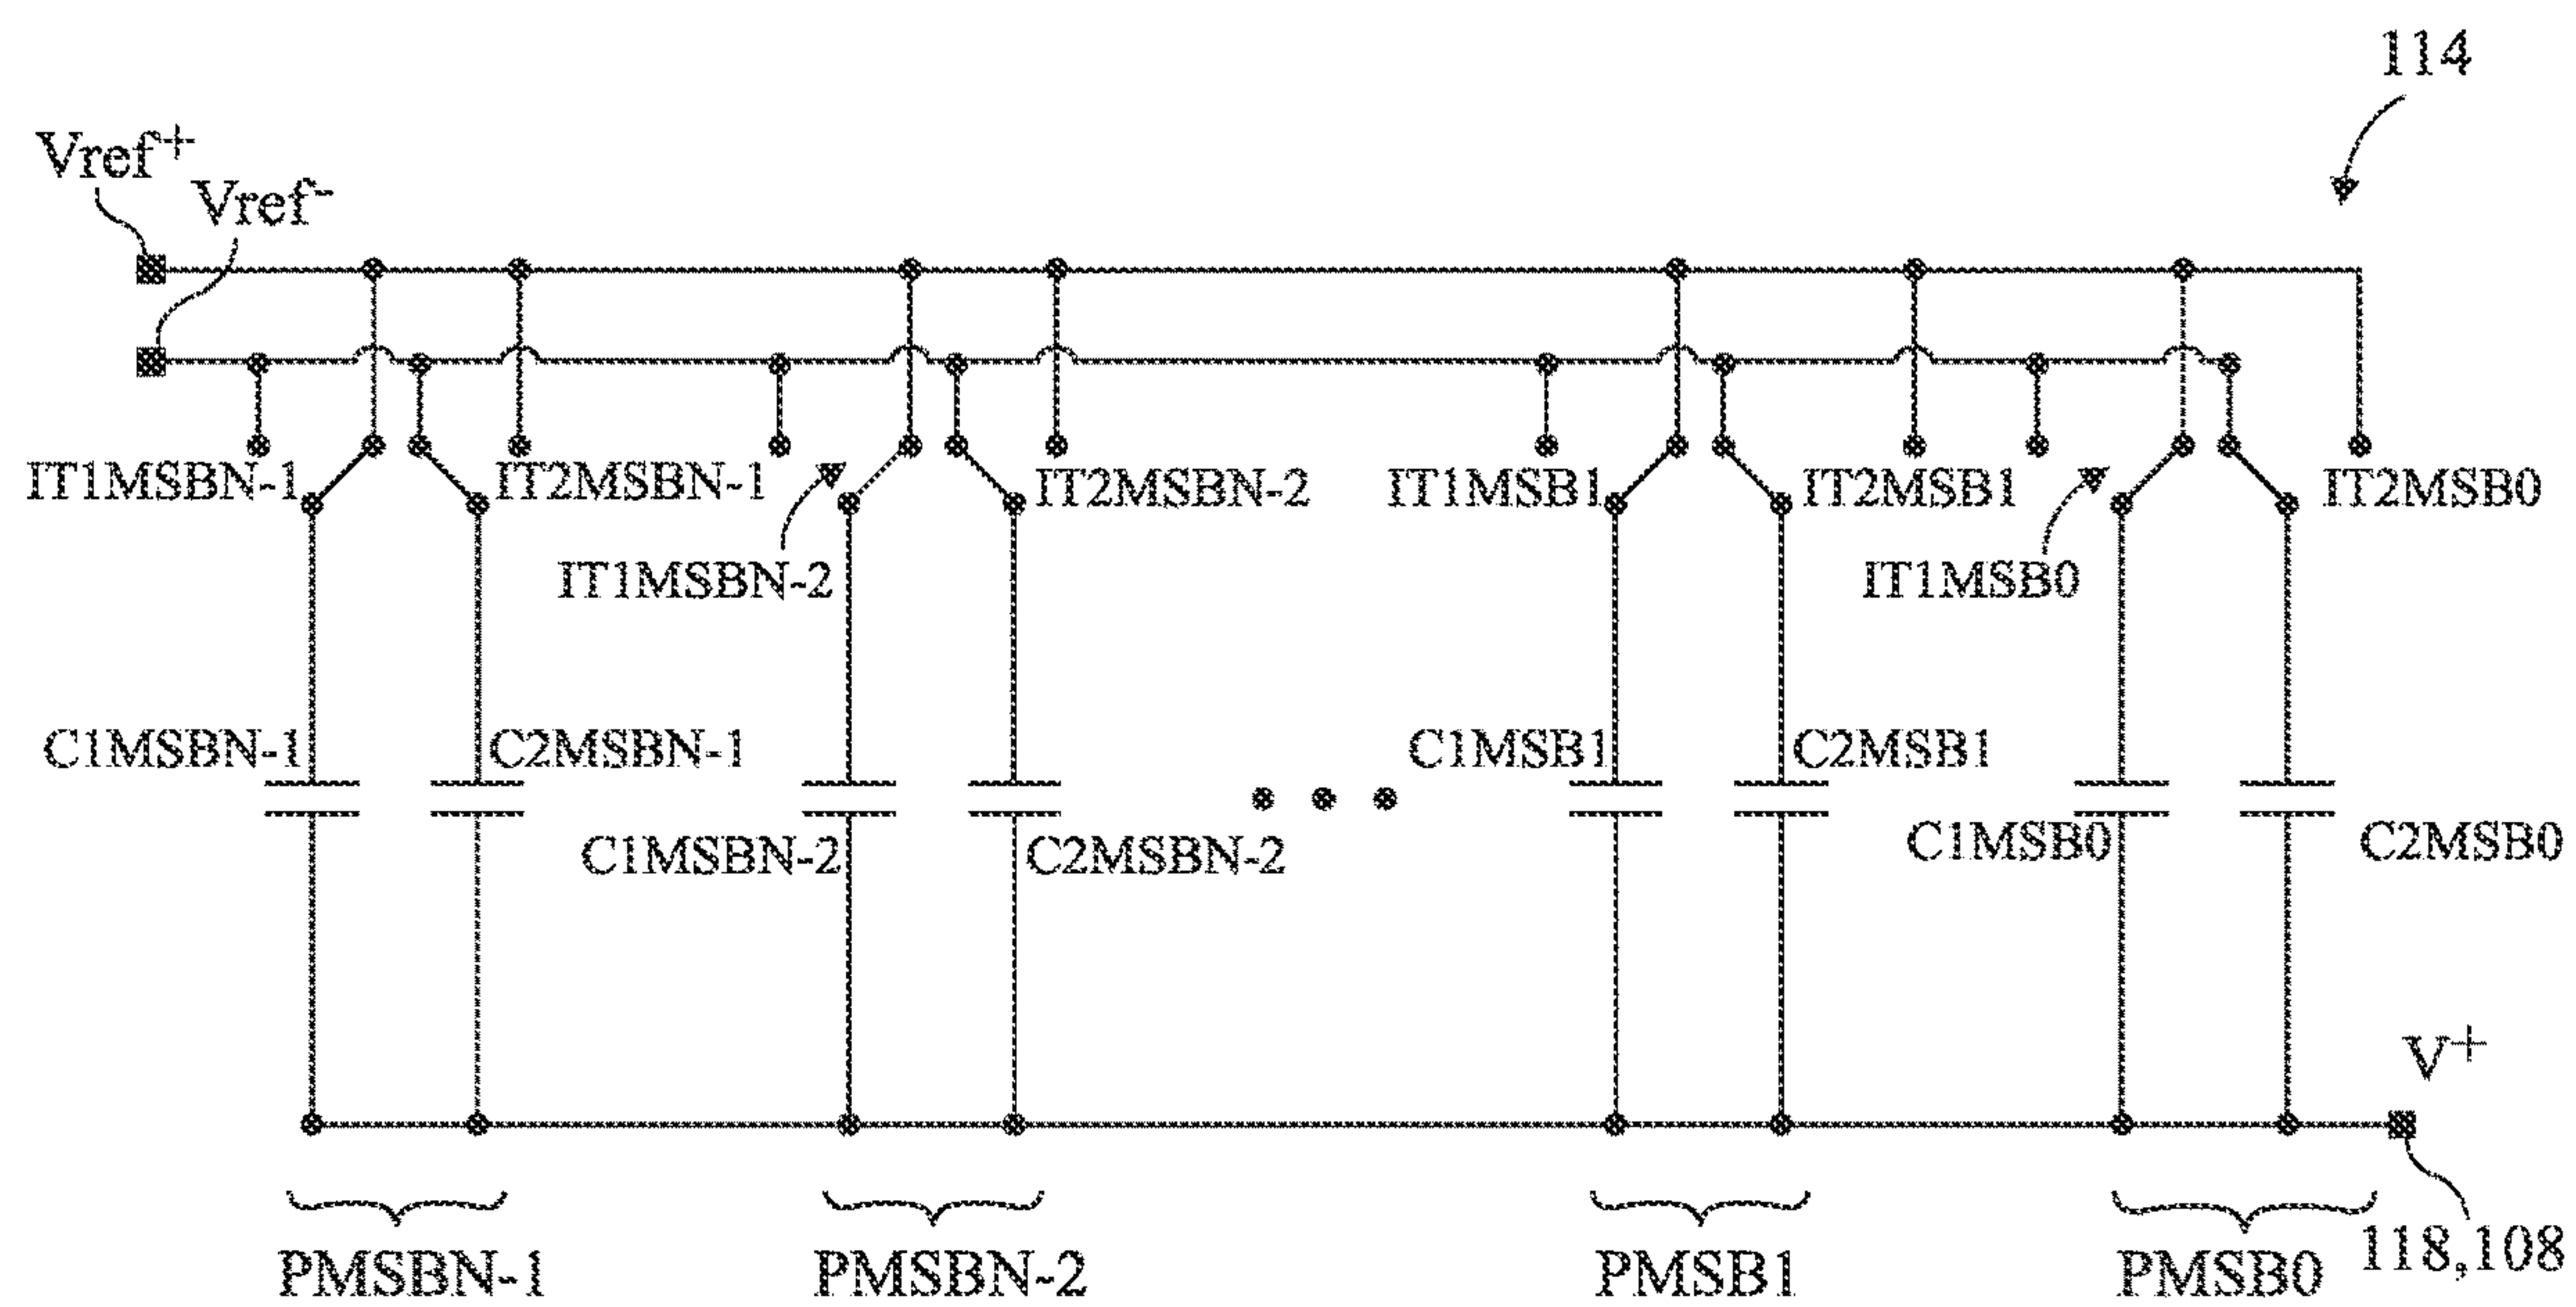 114
Vref+
Vref-
IT1MSBN-1
IT2MSBN-1
IT2MSBN-2
IT1MSB1
IT2MSB1
IT2MSB0
IT1MSBN-2
IT1MSB0
C1MSBN-1
C2MSBN-1
C1MSB1
C2MSB1
C1MSBN-2
C2MSBN-2
C1MSB0
C2MSB0
V+
PMSBN-1
PMSBN-2
PMSB1
PMSB0
118,108